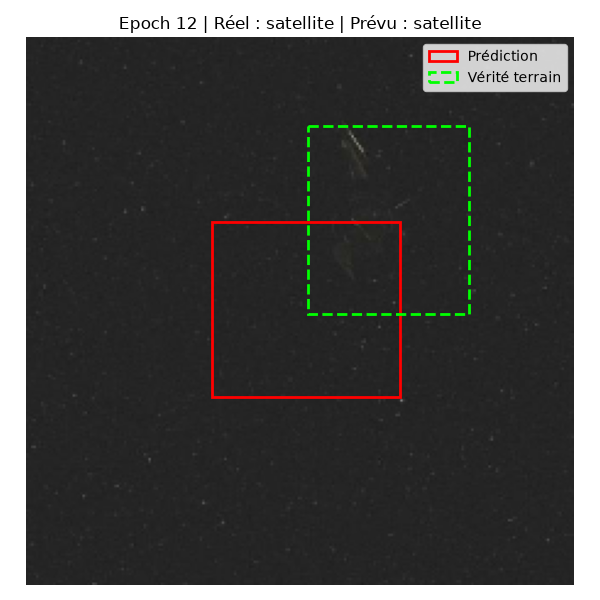 Epoch 12 | Réel : satellite | Prévu : satellite
Prédiction
Vérité terrain